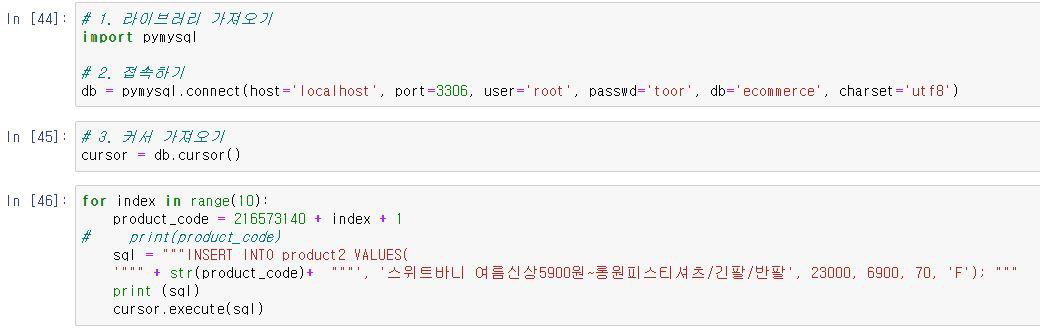 In [44]: # 1. 라이브러리 가져오기
import pymysql
# 2. 접속하기
db = pymysql.connect(host='localhost', port=3306, user='root', passwd='toor', db='ecommerce', charset='utf8')
In [45]: # 3. 커서 가져오기
cursor = db.cursor()
In [46]: for index in range(10):
    product_code = 216573140 + index + 1
#     print(product_code)
    sql = """INSERT INTO product2 VALUES(
    '""" + str(product_code)+  """', '스위트바니 여름신상5900원~롱원피스티셔츠/긴팔/반팔', 23000, 6900, 70, 'F'); """
    print (sql)
    cursor.execute(sql)